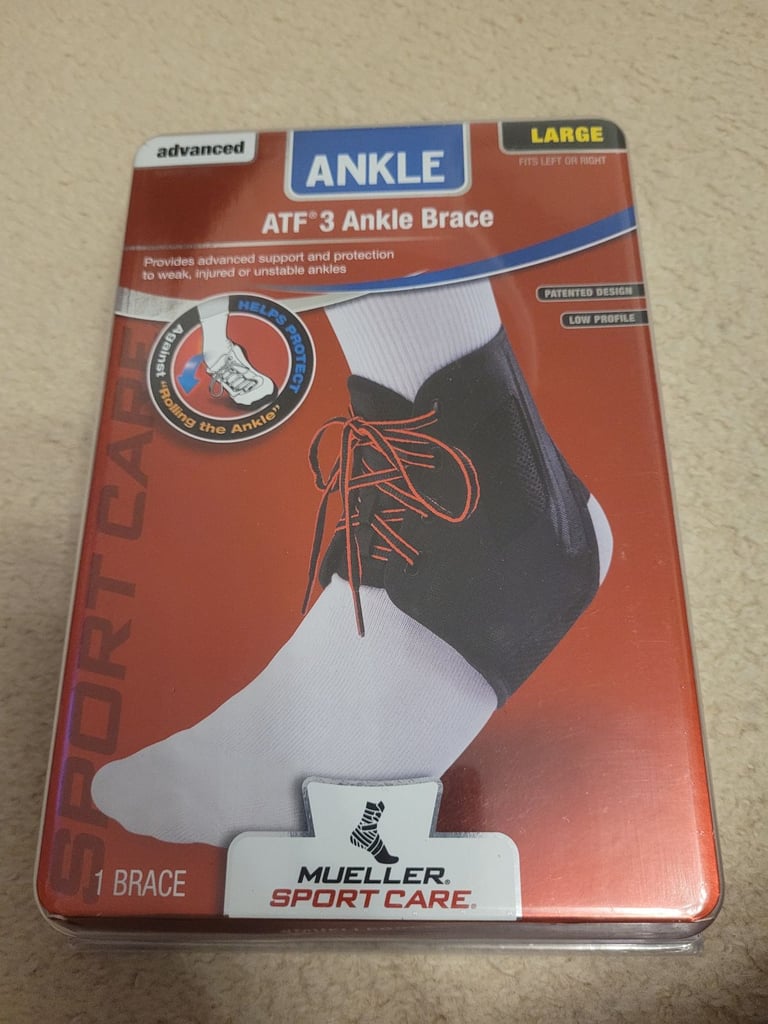 advanced
ANKLE
LARGE
FITS LEFT OR RIGHT
ATF® 3 Ankle Brace
Provides advanced support and protection
to weak, injured or unstable ankles
PATENTED DESIGN
LOW PROFILE
HELPS PROTECT
Against "Rolling the Ankle"
SPORT CARE
1 BRACE
MUELLER®
SPORT CARE®